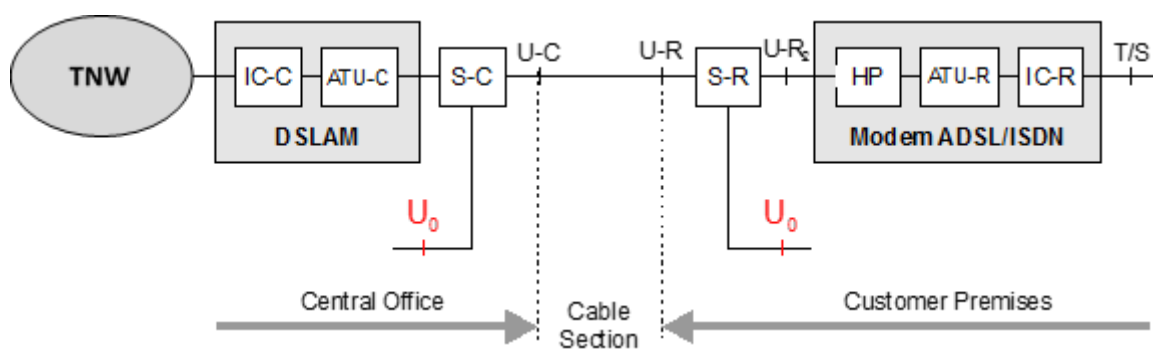 TNW
IC-C
ATU-C
DSLAM
S-C
U-C
U-R
S-R
U-R₂
HP
ATU-R
IC-R
Modem ADSL/ISDN
T/S
U₀
U₀
Central Office
Cable
Section
Customer Premises